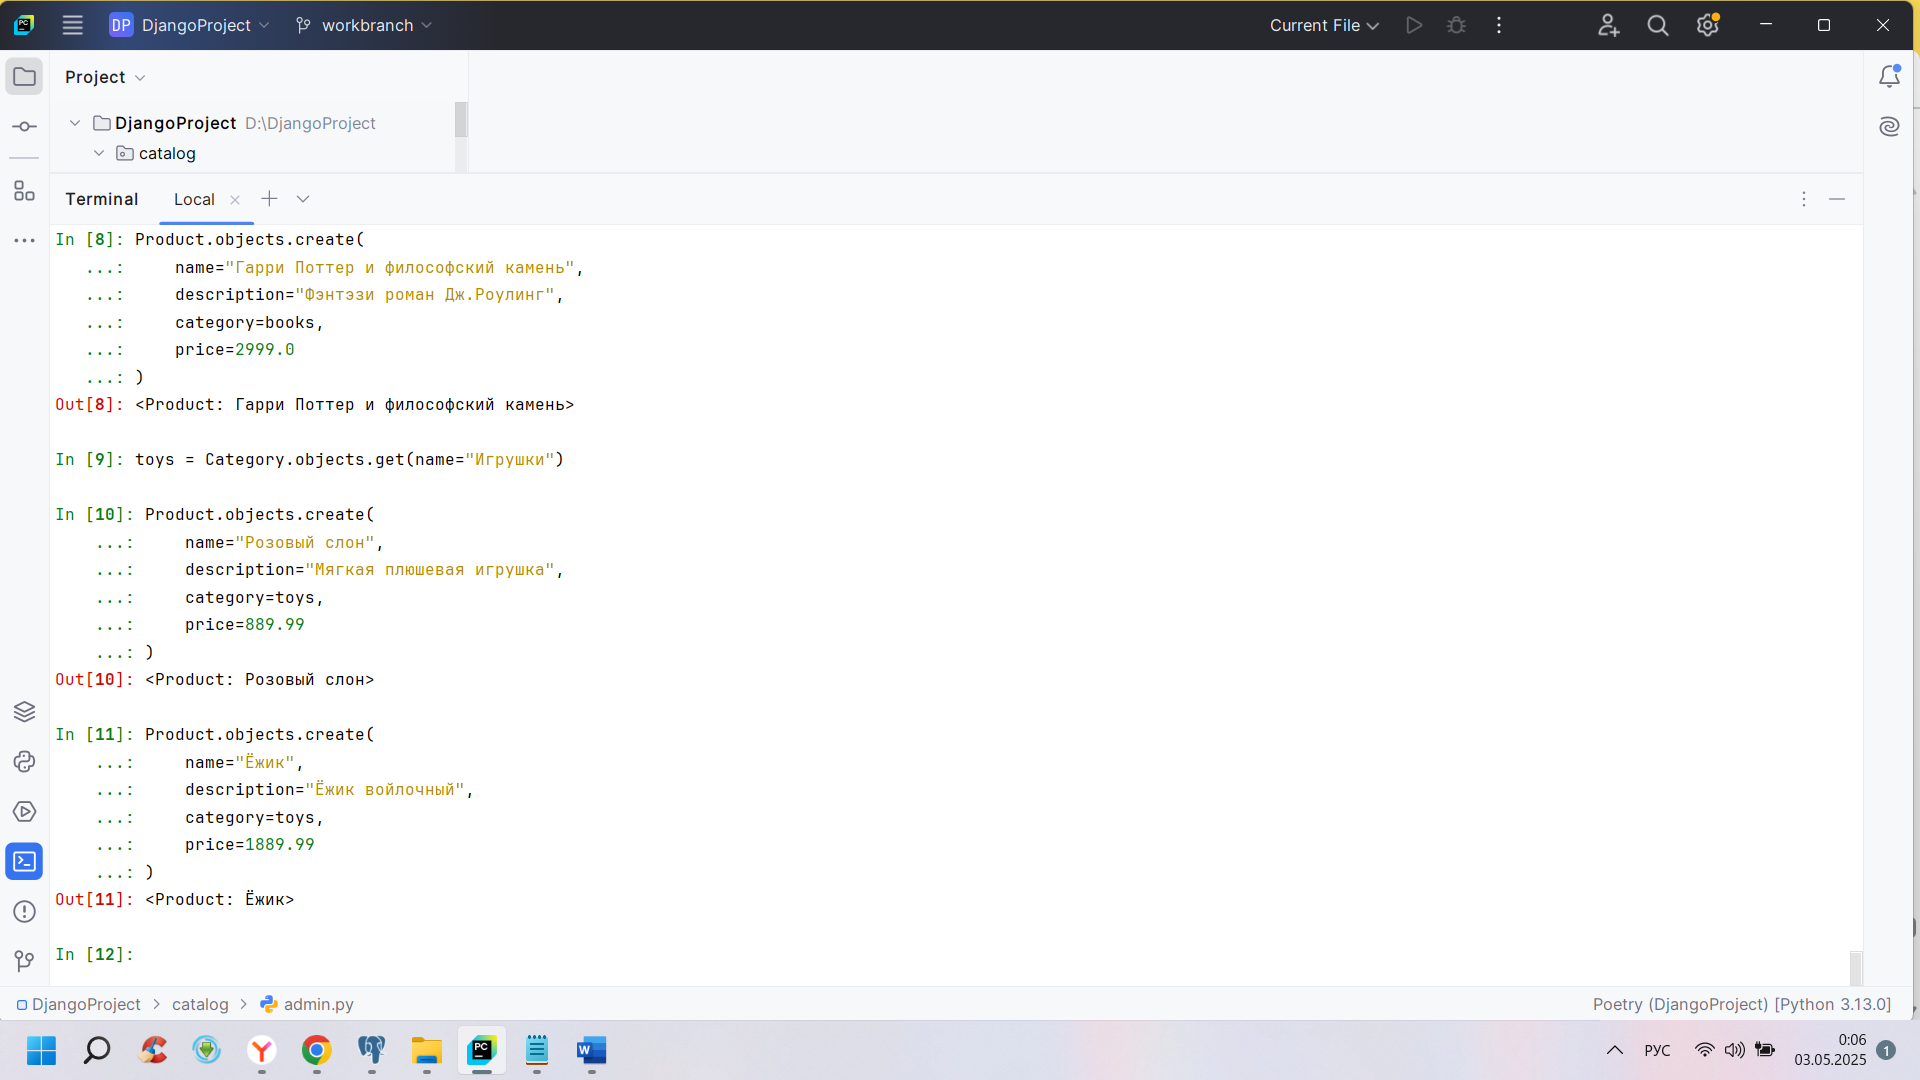 DP DjangoProject workbranch Current File
Project
DjangoProject D:\DjangoProject
catalog
Terminal Local
In [8]: Product.objects.create(
...: name="Гарри Поттер и философский камень",
...: description="Фэнтэзи роман Дж.Роулинг",
...: category=books,
...: price=2999.0
...: )
Out[8]: <Product: Гарри Поттер и философский камень>
In [9]: toys = Category.objects.get(name="Игрушки")
In [10]: Product.objects.create(
...: name="Розовый слон",
...: description="Мягкая плюшевая игрушка",
...: category=toys,
...: price=889.99
...: )
Out[10]: <Product: Розовый слон>
In [11]: Product.objects.create(
...: name="Ёжик",
...: description="Ёжик войлочный",
...: category=toys,
...: price=1889.99
...: )
Out[11]: <Product: Ёжик>
In [12]:
DjangoProject > catalog > admin.py Poetry (DjangoProject) [Python 3.13.0]
РУС 0:06
03.05.2025 1